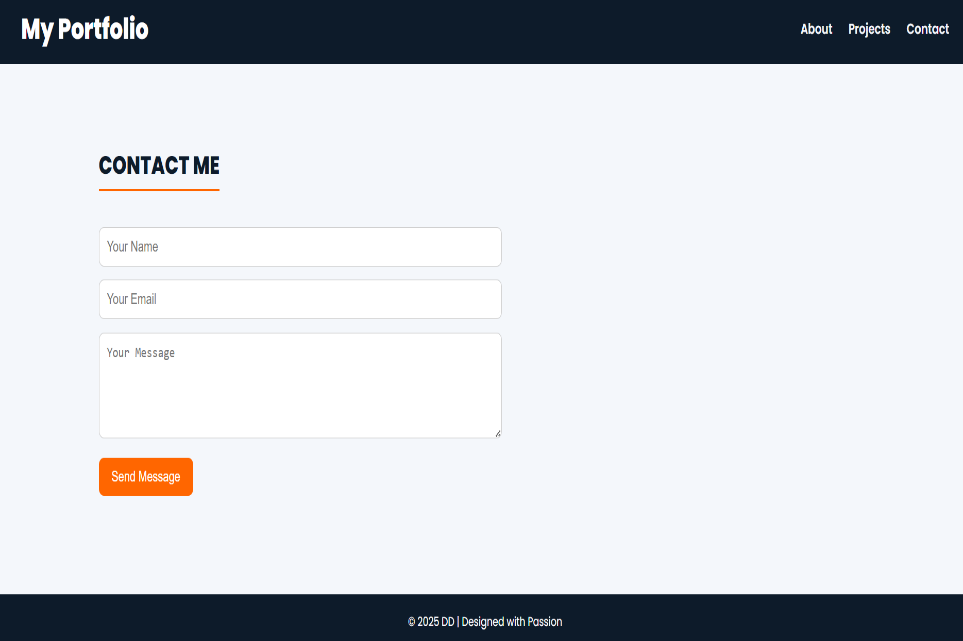 My Portfolio
About Projects Contact
CONTACT ME
Your Name
Your Email
Your Message
Send Message
© 2025 DD | Designed with Passion